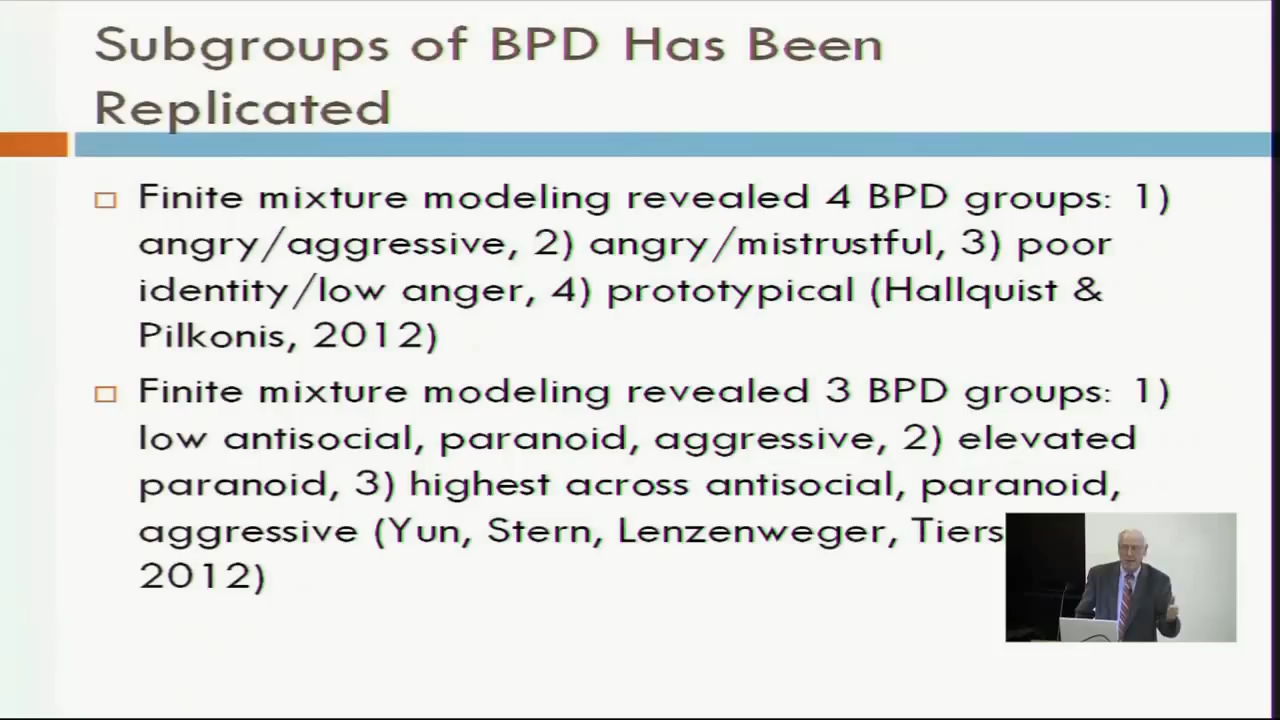 Subgroups of BPD Has Been
Replicated
Finite mixture modeling revealed 4 BPD groups: 1)
angry/aggressive, 2) angry/mistrustful, 3) poor
identity/low anger, 4) prototypical (Hallquist &
Pilkonis, 2012)
Finite mixture modeling revealed 3 BPD groups: 1)
low antisocial, paranoid, aggressive, 2) elevated
paranoid, 3) highest across antisocial, paranoid,
aggressive (Yun, Stern, Lenzenweger, Tiers
2012)